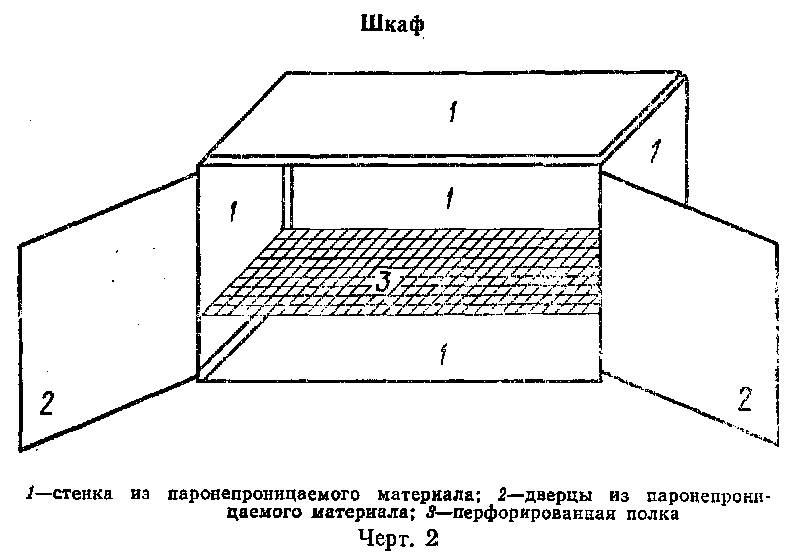 Шкаф
1
1
1
1
3
1
2
2
1—стенка из паронепроницаемого материала; 2—дверцы из паронепрони-
цаемого материала; 3—перфорированная полка
Черт. 2